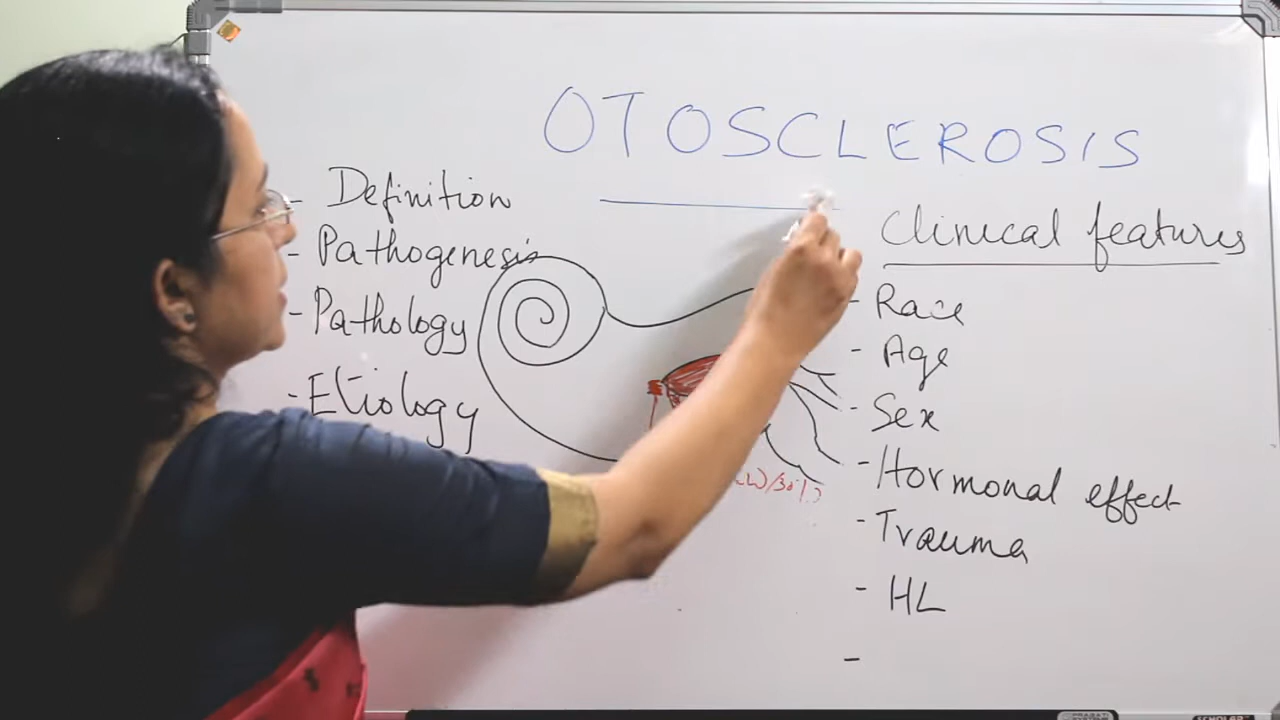 OTOSCLEROSIS
- Definition
- Pathogenesis
- Pathology
- Etiology
Clinical features
- Race
- Age
- Sex
- Hormonal effect
- Trauma
- HL
-